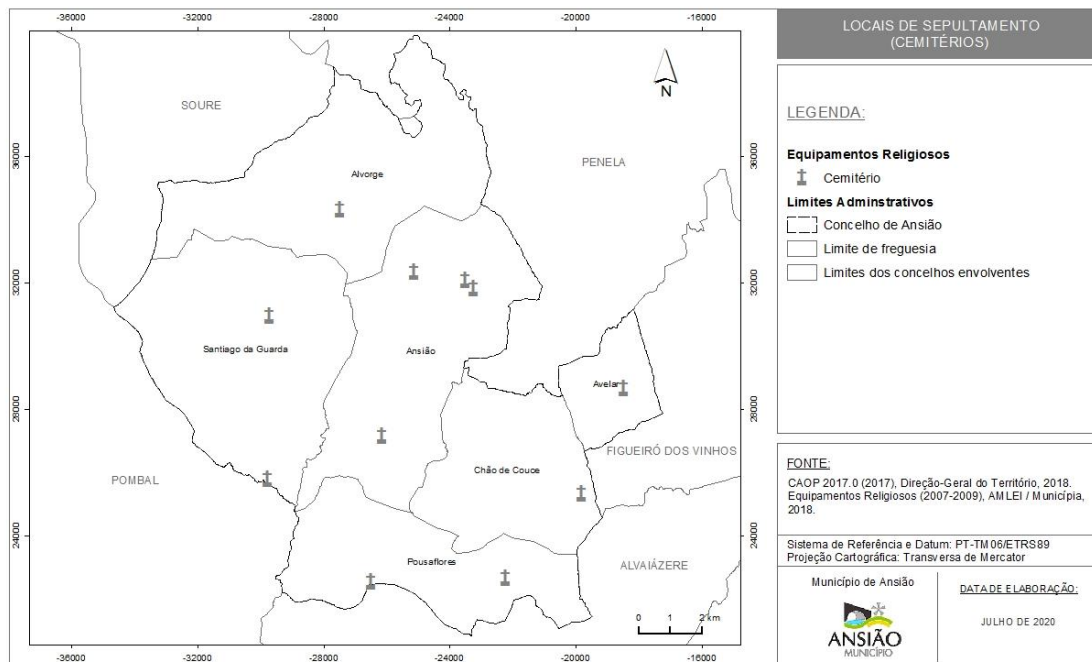 -36000 -32000 -28000 -24000 -20000 -16000
LOCAIS DE SEPULTAMENTO
(CEMITÉRIOS)
N
SOURE
LEGENDA:
36000 36000
PENELA
Equipamentos Religiosos
Alvorge
Cemitério
Limites Adminstrativos
Concelho de Ansião
Limite de freguesia
Limites dos concelhos envolventes
32000 32000
Santiago da Guarda
Ansião
Avelar
28000 28000
FIGUEIRÓ DOS VINHOS
Chão de Couce
POMBAL
FONTE:
CAOP 2017.0 (2017), Direção-Geral do Território, 2018.
Equipamentos Religiosos (2007-2009), AMLEI / Municípia,
2018.
24000 24000
Sistema de Referência e Datum: PT-TM06/ETRS89
Projeção Cartográfica: Transversa de Mercator
Pousaflores
ALVAIÁZERE
Município de Ansião
ANSIÃO
MUNICÍPIO
DATA DE ELABORAÇÃO:
JULHO DE 2020
0 1 2 km
-36000 -32000 -28000 -24000 -20000 -16000